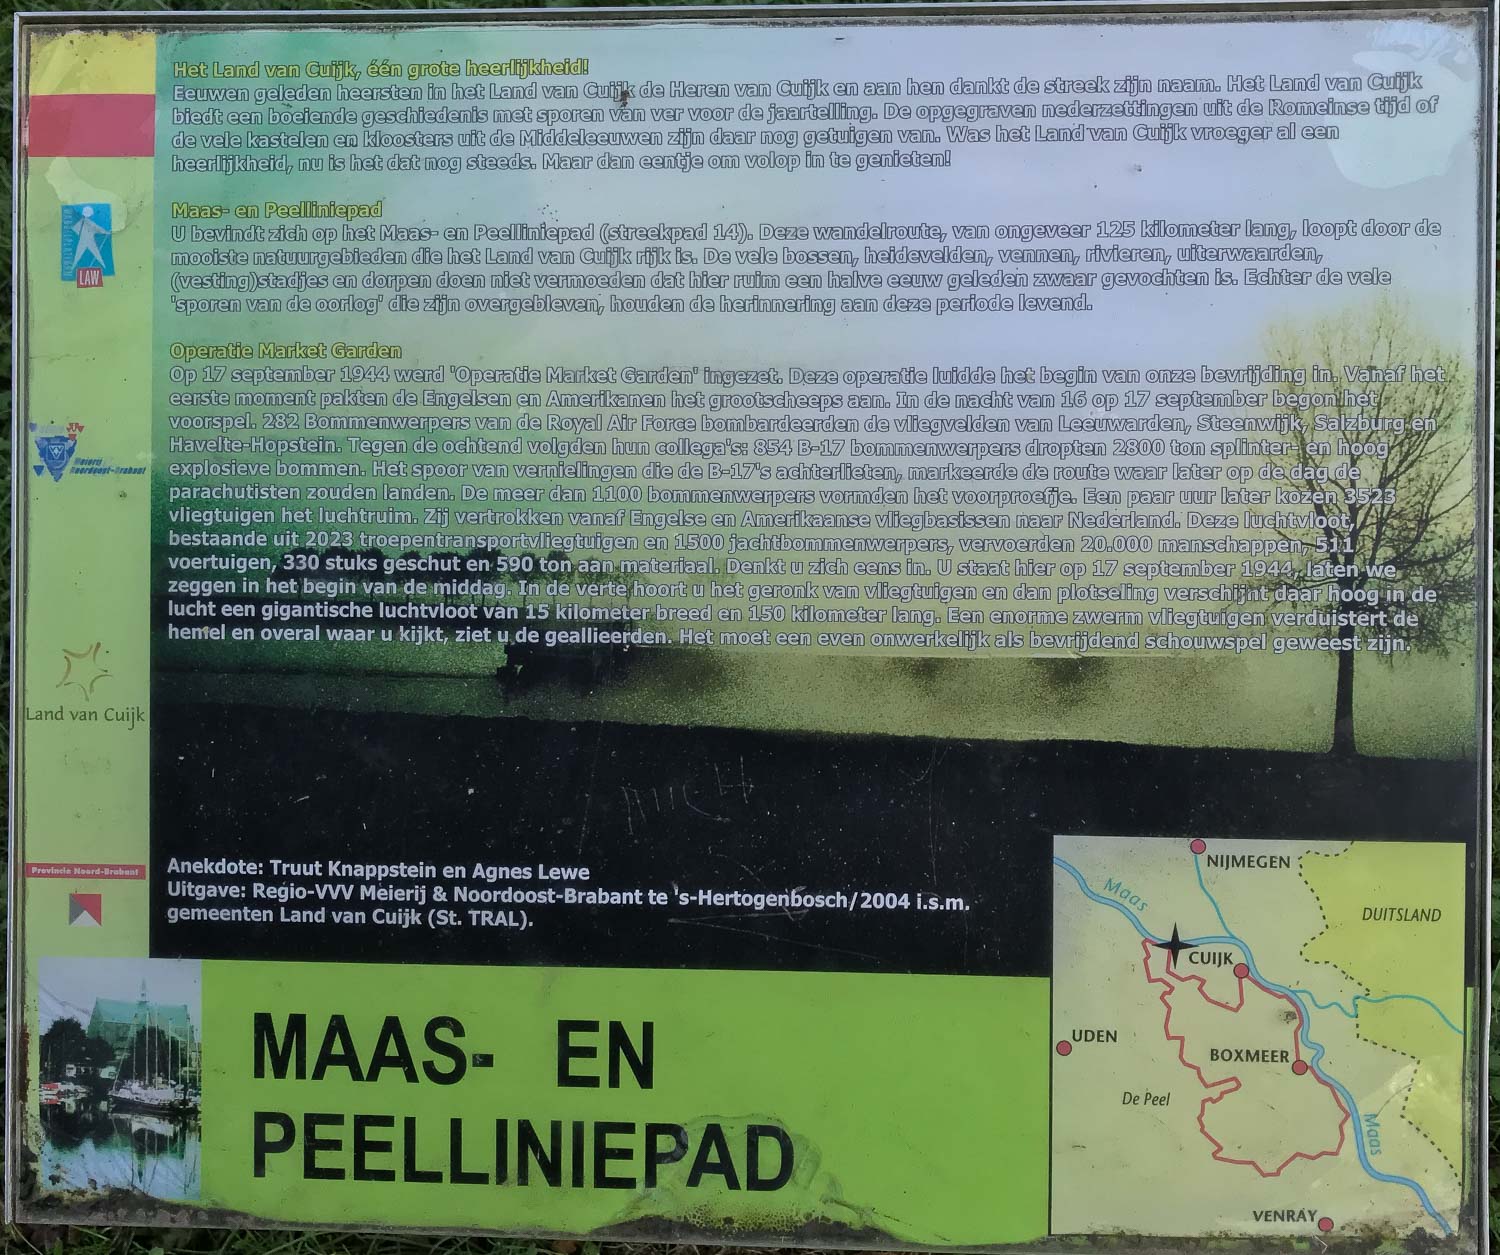 Het Land van Cuijk, één grote heerlijkheid!
Eeuwen geleden heersten in het Land van Cuijk de Heren van Cuijk en aan hen dankt de streek zijn naam. Het Land van Cuijk
biedt een boeiende geschiedenis met sporen van ver voor de jaartelling. De opgegraven nederzettingen uit de Romeinse tijd of
de vele kastelen en kloosters uit de Middeleeuwen zijn daar nog getuigen van. Was het Land van Cuijk vroeger al een
heerlijkheid, nu is het dat nog steeds. Maar dan eentje om volop in te genieten!
Maas- en Peelliniepad
U bevindt zich op het Maas- en Peelliniepad (streekpad 14). Deze wandelroute, van ongeveer 125 kilometer lang, loopt door de
mooiste natuurgebieden die het Land van Cuijk rijk is. De vele bossen, heidevelden, vennen, rivieren, uiterwaarden,
(vesting)stadjes en dorpen doen niet vermoeden dat hier ruim een halve eeuw geleden zwaar gevochten is. Echter de vele
'sporen van de oorlog' die zijn overgebleven, houden de herinnering aan deze periode levend.
Operatie Market Garden
Op 17 september 1944 werd 'Operatie Market Garden' ingezet. Deze operatie luidde het begin van onze bevrijding in. Vanaf het
eerste moment pakten de Engelsen en Amerikanen het grootscheeps aan. In de nacht van 16 op 17 september begon het
voorspel. 282 Bommenwerpers van de Royal Air Force bombardeerden de vliegvelden van Leeuwarden, Steenwijk, Salzburg en
Havelte-Hopstein. Tegen de ochtend volgden hun collega's: 854 B-17 bommenwerpers dropten 2800 ton splinter- en hoog
explosieve bommen. Het spoor van vernielingen die de B-17's achterlieten, markeerde de route waar later op de dag de
parachutisten zouden landen. De meer dan 1100 bommenwerpers vormden het voorproefje. Een paar uur later kozen 3523
vliegtuigen het luchtruim. Zij vertrokken vanaf Engelse en Amerikaanse vliegbasissen naar Nederland. Deze luchtvloot,
bestaande uit 2023 troepentransportvliegtuigen en 1500 jachtbommenwerpers, vervoerden 20.000 manschappen, 511
voertuigen, 330 stuks geschut en 590 ton aan materiaal. Denkt u zich eens in. U staat hier op 17 september 1944, laten we
zeggen in het begin van de middag. In de verte hoort u het geronk van vliegtuigen en dan plotseling verschijnt daar hoog in de
lucht een gigantische luchtvloot van 15 kilometer breed en 150 kilometer lang. Een enorme zwerm vliegtuigen verduistert de
hemel en overal waar u kijkt, ziet u de geallieerden. Het moet een even onwerkelijk als bevrijdend schouwspel geweest zijn.
LAW
Meierij
Noordoost-Brabant
Land van Cuijk
Provincie Noord-Brabant
Anekdote: Truut Knappstein en Agnes Lewe
Uitgave: Regio-VVV Meierij & Noordoost-Brabant te 's-Hertogenbosch/2004 i.s.m.
gemeenten Land van Cuijk (St. TRAL).
MAAS- EN
PEELLINIEPAD
NIJMEGEN
Maas
DUITSLAND
CUIJK
UDEN
BOXMEER
De Peel
Maas
VENRAY